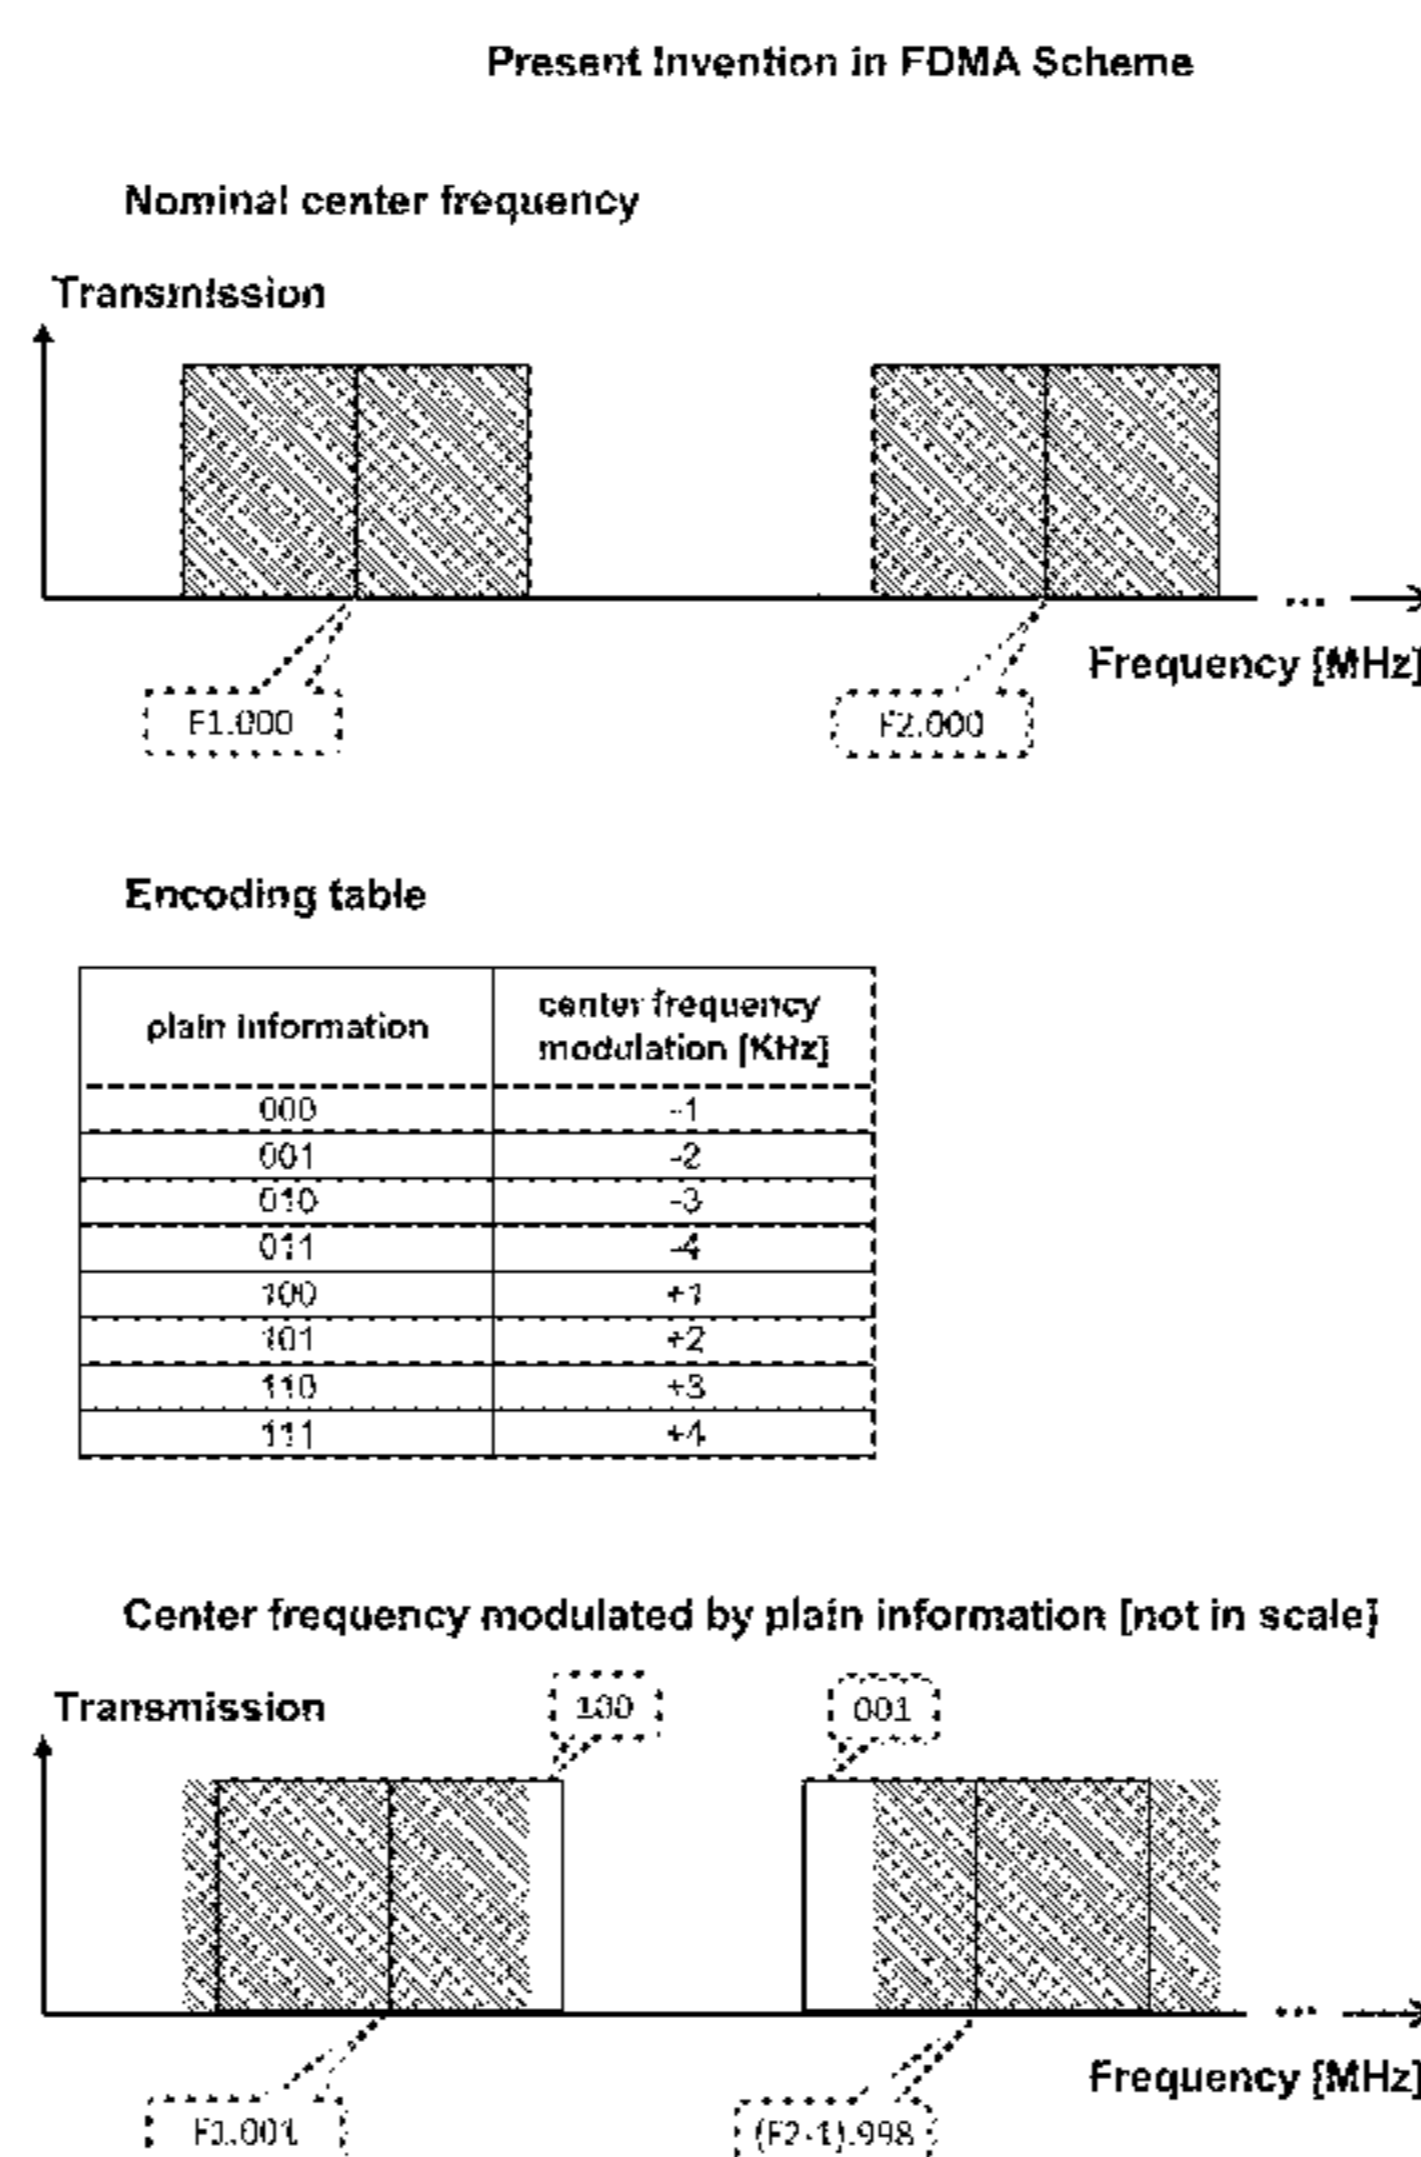 Present Invention in FDMA Scheme
Nominal center frequency
Transmission
...
Frequency [MHz]
F1.000
F2.000
Encoding table
plain information
center frequency
modulation [KHz]
000 -1
001 -2
010 -3
011 -4
100 +1
101 +2
110 +3
111 +4
Center frequency modulated by plain information [not in scale]
Transmission
100
001
...
Frequency [MHz]
F1.001
(F2-1).998